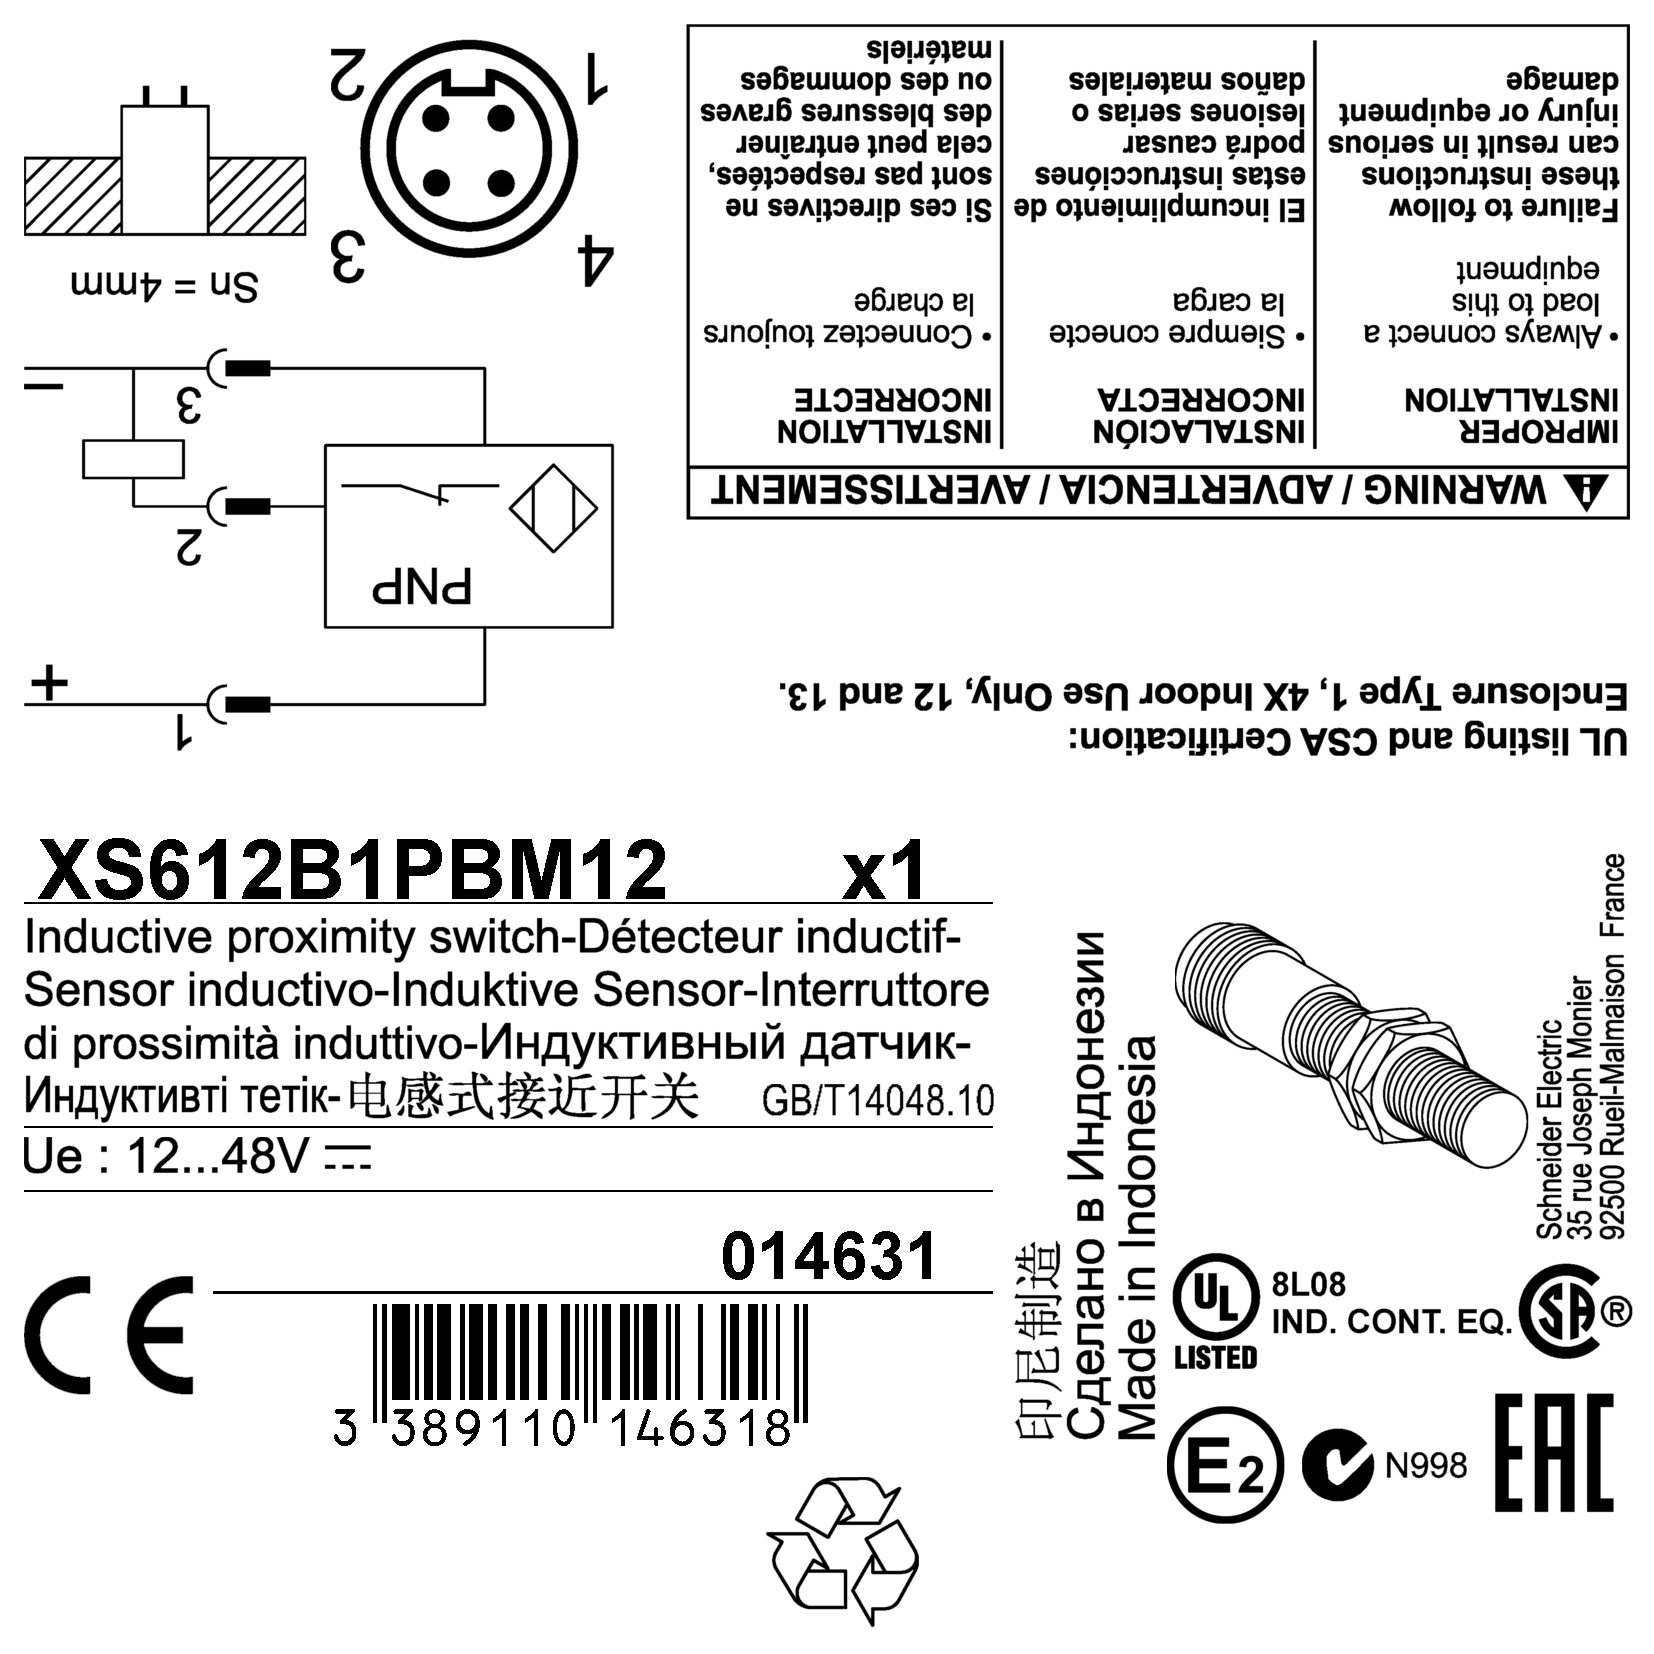 XS612B1PBM12 x1
Inductive proximity switch-Détecteur inductif-
Sensor inductivo-Induktive Sensor-Interruttore
di prossimità induttivo-Индуктивный датчик-
Индуктивті тетік-电感式接近开关 GB/T14048.10
Ue : 12...48V
014631
CE
3 389110 146318
印尼制造
Сделано в Индонезии
Made in Indonesia
Schneider Electric
35 rue Joseph Monier
92500 Rueil-Malmaison France
UL
LISTED
8L08
IND. CONT. EQ.
SA ®
E2
N998
EAC
UL listing and CSA Certification:
Enclosure Type 1, 4X Indoor Use Only, 12 and 13.
WARNING / ADVERTENCIA / AVERTISSEMENT
IMPROPER
INSTALLATION
• Always connect a
load to this
equipment
Failure to follow
these instructions
can result in serious
injury or equipment
damage
INSTALACIÓN
INCORRECTA
• Siempre conecte
la carga
El incumplimiento de
estas instrucciónes
podrá causar
lesiones serias o
daños materiales
INSTALLATION
INCORRECTE
• Connectez toujours
la charge
Si ces directives ne
sont pas respectées,
cela peut entraîner
des blessures graves
ou des dommages
matériels
1
+
PNP
2
3
−
Sn = 4mm
4
3
1
2